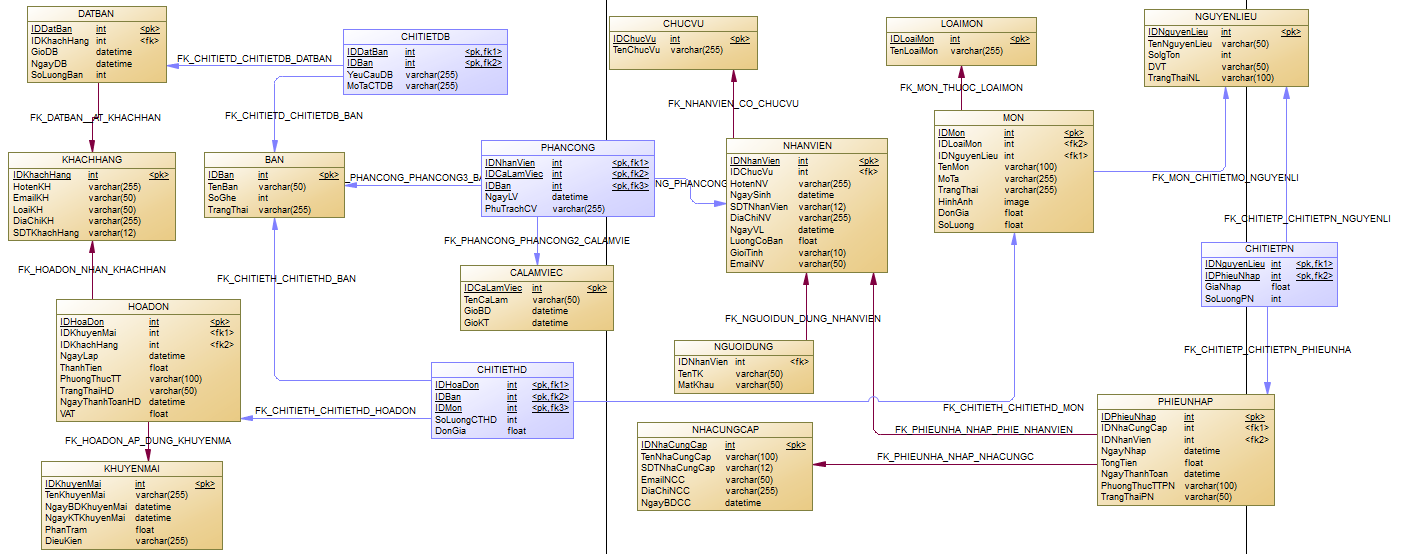 DATBAN
IDDatBan int <pk>
IDKhachHang int <fk>
GioDB datetime
NgayDB datetime
SoLuongBan int
FK_CHITIETD_CHITIETDB_DATBAN
CHITIETDB
IDDatBan int <pk,fk1>
IDBan int <pk,fk2>
YeuCauDB varchar(255)
MoTaCTDB varchar(255)
FK_CHITIETD_CHITIETDB_BAN
FK_DATBAN__AT_KHACHHAN
KHACHHANG
IDKhachHang int <pk>
HotenKH varchar(255)
EmailKH varchar(50)
LoaiKH varchar(50)
DiaChiKH varchar(255)
SDTKhachHang varchar(12)
BAN
IDBan int <pk>
TenBan varchar(50)
SoGhe int
TrangThai varchar(255)
_PHANCONG_PHANCONG3_BA
PHANCONG
IDNhanVien int <pk,fk1>
IDCaLamViec int <pk,fk2>
IDBan int <pk,fk3>
NgayLV datetime
PhuTrachCV varchar(255)
NG_PHANCONG
FK_PHANCONG_PHANCONG2_CALAMVIE
CALAMVIEC
IDCaLamViec int <pk>
TenCaLam varchar(50)
GioBD datetime
GioKT datetime
FK_HOADON_NHAN_KHACHHAN
FK_CHITIETH_CHITIETHD_BAN
HOADON
IDHoaDon int <pk>
IDKhuyenMai int <fk1>
IDKhachHang int <fk2>
NgayLap datetime
ThanhTien float
PhuongThucTT varchar(100)
TrangThaiHD varchar(50)
NgayThanhToanHD datetime
VAT float
FK_CHITIETH_CHITIETHD_HOADON
CHITIETHD
IDHoaDon int <pk,fk1>
IDBan int <pk,fk2>
IDMon int <pk,fk3>
SoLuongCTHD int
DonGia float
FK_HOADON_AP_DUNG_KHUYENMA
KHUYENMAI
IDKhuyenMai int <pk>
TenKhuyenMai varchar(255)
NgayBDKhuyenMai datetime
NgayKTKhuyenMai datetime
PhanTram float
DieuKien varchar(255)
CHUCVU
IDChucVu int <pk>
TenChucVu varchar(255)
FK_NHANVIEN_CO_CHUCVU
NHANVIEN
IDNhanVien int <pk>
IDChucVu int <fk>
HotenNV varchar(255)
NgaySinh datetime
SDTNhanVien varchar(12)
DiaChiNV varchar(255)
NgayVL datetime
LuongCoBan float
GioiTinh varchar(10)
EmaiNV varchar(50)
FK_NGUOIDUN_DUNG_NHANVIEN
NGUOIDUNG
IDNhanVien int <fk>
TenTK varchar(50)
MatKhau varchar(50)
NHACUNGCAP
IDNhaCungCap int <pk>
TenNhaCungCap varchar(100)
SDTNhaCungCap varchar(12)
EmailNCC varchar(50)
DiaChiNCC varchar(255)
NgayBDCC datetime
LOAIMON
IDLoaiMon int <pk>
TenLoaiMon varchar(255)
FK_MON_THUOC_LOAIMON
MON
IDMon int <pk>
IDLoaiMon int <fk2>
IDNguyenLieu int <fk1>
TenMon varchar(100)
MoTa varchar(255)
TrangThai varchar(255)
HinhAnh image
DonGia float
SoLuong float
NGUYENLIEU
IDNguyenLieu int <pk>
TenNguyenLieu varchar(50)
SolgTon int
DVT varchar(50)
TrangThaiNL varchar(100)
FK_MON_CHITIETMO_NGUYENLI
FK_CHITIETP_CHITIETPN_NGUYENLI
CHITIETPN
IDNguyenLieu int <pk,fk1>
IDPhieuNhap int <pk,fk2>
GiaNhap float
SoLuongPN int
FK_CHITIETP_CHITIETPN_PHIEUNHA
FK_CHITIETH_CHITIETHD_MON
FK_PHIEUNHA_NHAP_PHIE_NHANVIEN
FK_PHIEUNHA_NHAP_NHACUNGC
PHIEUNHAP
IDPhieuNhap int <pk>
IDNhaCungCap int <fk1>
IDNhanVien int <fk2>
NgayNhap datetime
TongTien float
NgayThanhToan datetime
PhuongThucTTPN varchar(100)
TrangThaiPN varchar(50)